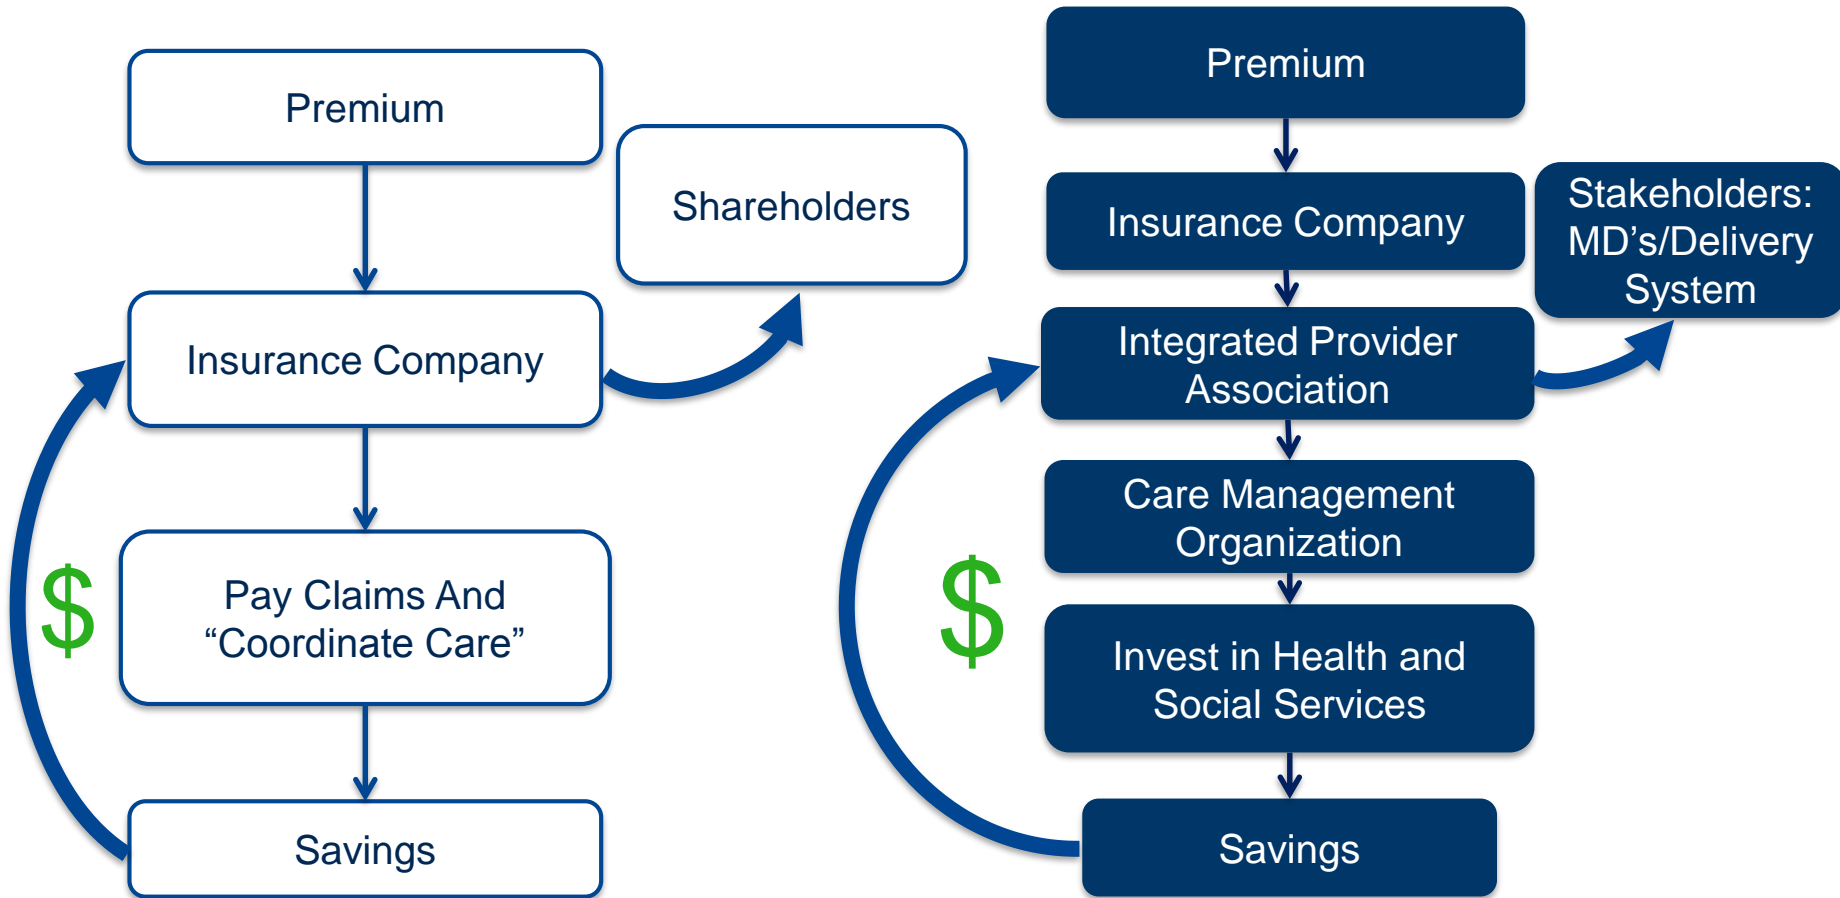 Premium
Shareholders
Insurance Company
$
Pay Claims And
“Coordinate Care”
Savings
Premium
Insurance Company
Stakeholders:
MD’s/Delivery
System
Integrated Provider
Association
Care Management
Organization
$
Invest in Health and
Social Services
Savings